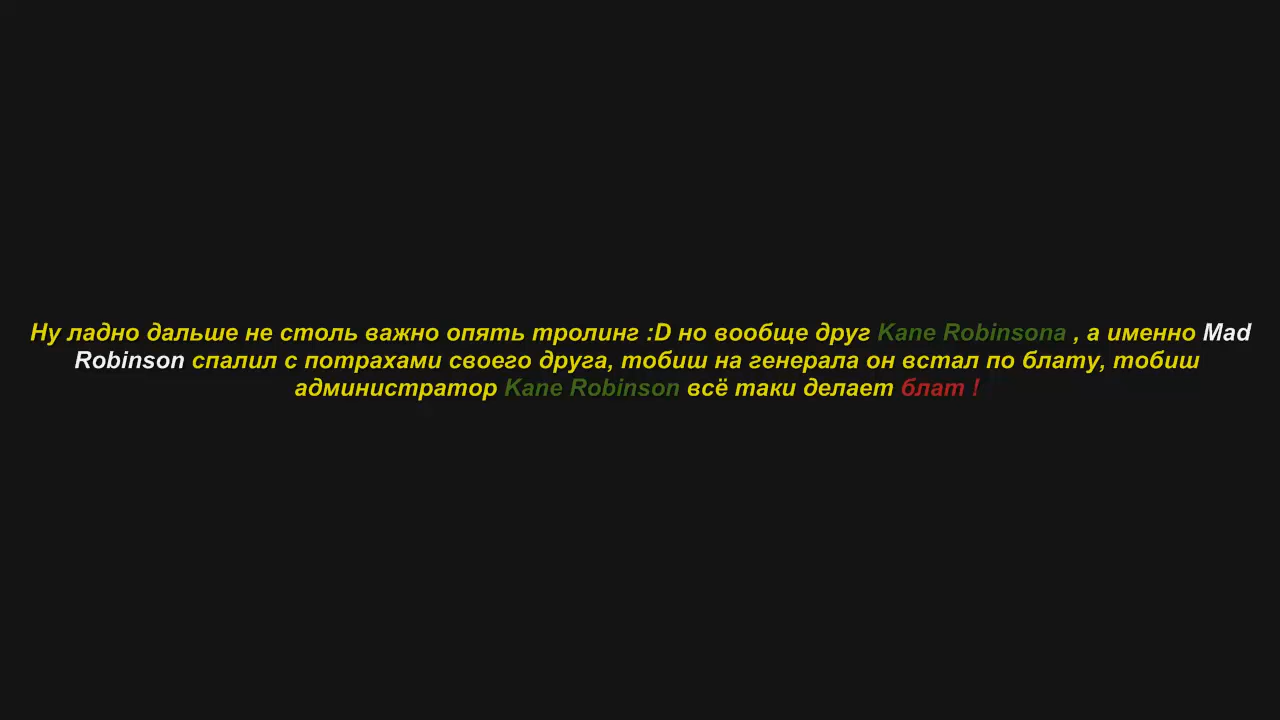 Ну ладно дальше не столь важно опять тролинг :D но вообще друг Kane Robinsona , а именно Mad
Robinson спалил с потрахами своего друга, тобиш на генерала он встал по блату, тобиш
администратор Kane Robinson всё таки делает блат !